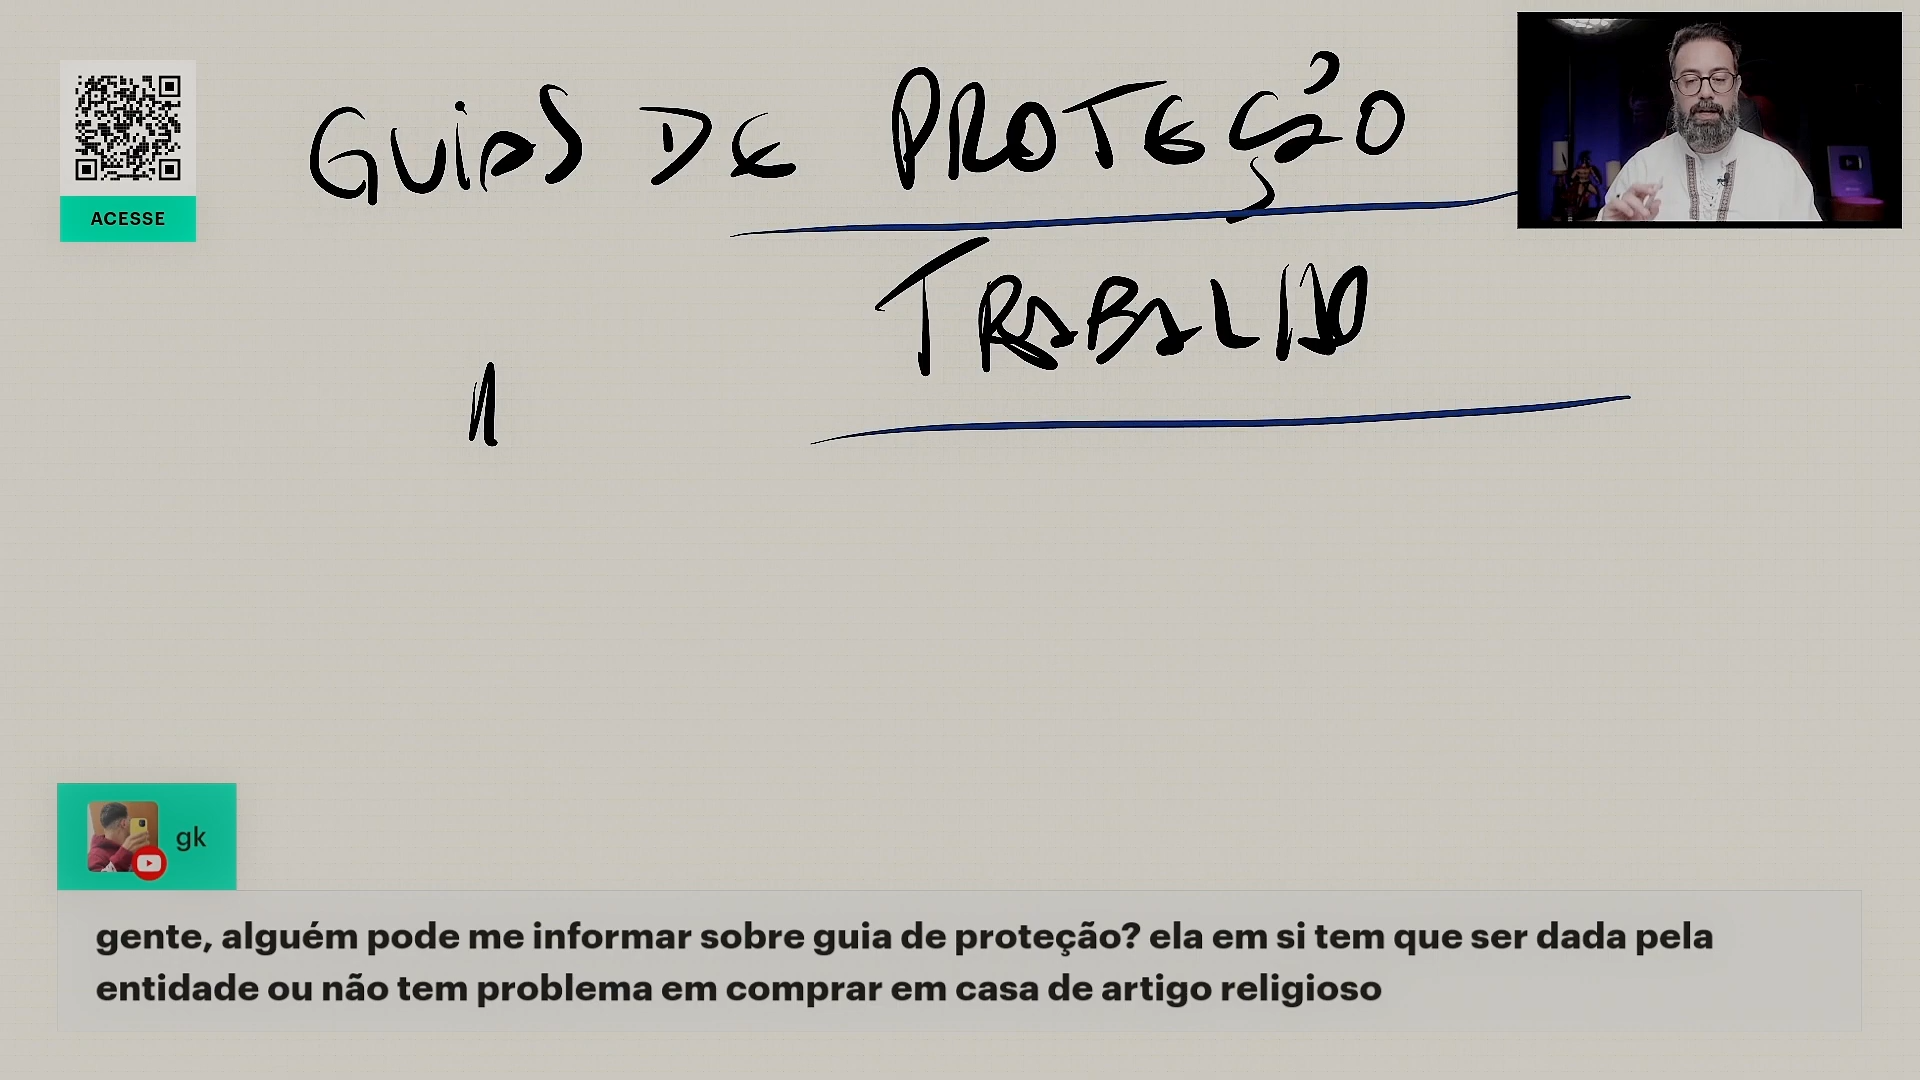 GUIAS DE PROTEÇÃO
ACESSE
TRABALHO
gk
gente, alguém pode me informar sobre guia de proteção? ela em si tem que ser dada pela
entidade ou não tem problema em comprar em casa de artigo religioso